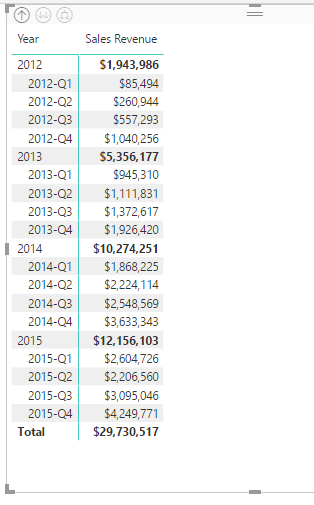 Year Sales Revenue
2012 $1,943,986
2012-Q1 $85,494
2012-Q2 $260,944
2012-Q3 $557,293
2012-Q4 $1,040,256
2013 $5,356,177
2013-Q1 $945,310
2013-Q2 $1,111,831
2013-Q3 $1,372,617
2013-Q4 $1,926,420
2014 $10,274,251
2014-Q1 $1,868,225
2014-Q2 $2,224,114
2014-Q3 $2,548,569
2014-Q4 $3,633,343
2015 $12,156,103
2015-Q1 $2,604,726
2015-Q2 $2,206,560
2015-Q3 $3,095,046
2015-Q4 $4,249,771
Total $29,730,517